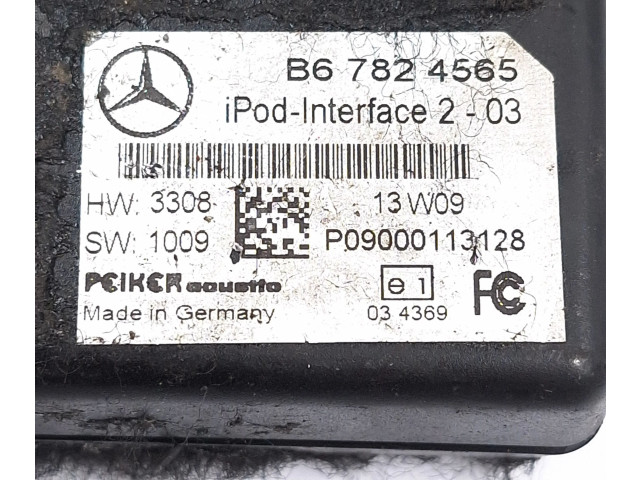 B6 782 4565
iPod-Interface 2 - 03
HW: 3308
13 W09
SW: 1009
P09000113128
PEIKER acustic
e 1
FC
Made in Germany
03 4369